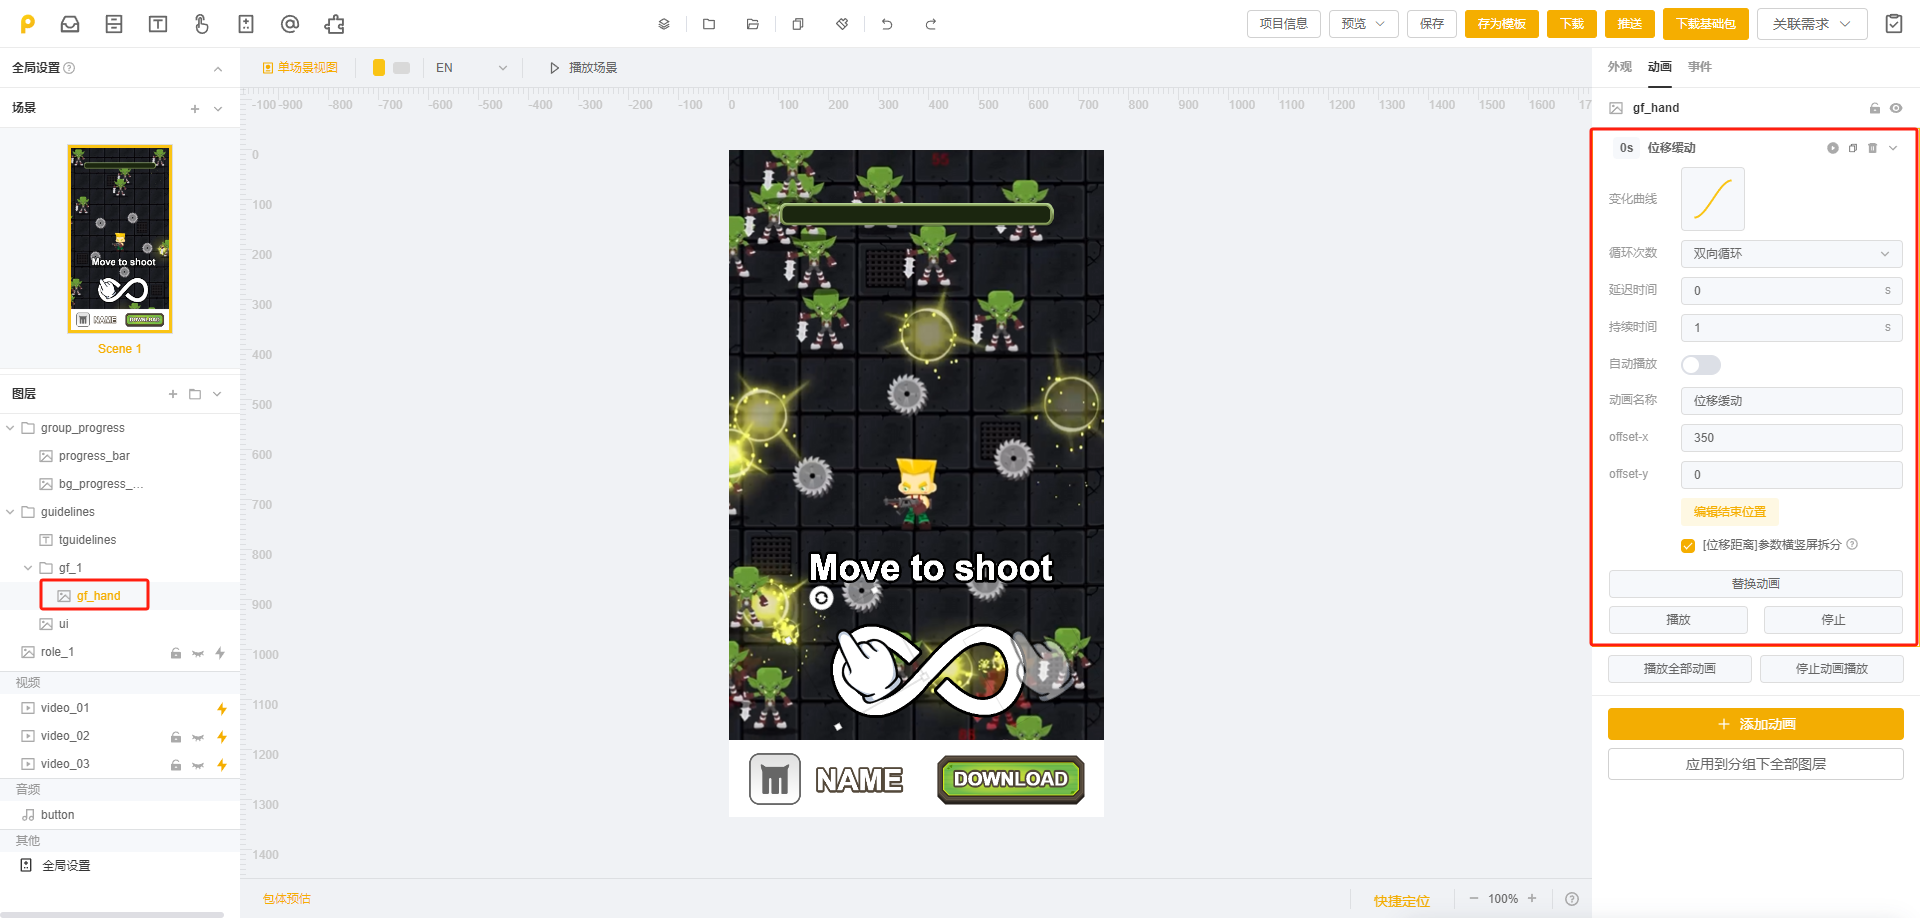 项目信息
预览
保存
存为模板
下载
推送
下载基础包
关联需求
全局设置
单场景视图
EN
播放场景
外观 动画 事件
场景
-100 -900 -800 -700 -600 -500 -400 -300 -200 -100 0 100 200 300 400 500 600 700 800 900 1000 1100 1200 1300 1400 1500 1600 17
gf_hand
0
100
200
300
400
500
600
700
800
900
1000
1100
1200
1300
1400
Move to shoot
NAME
DOWNLOAD
Scene 1
图层
group_progress
progress_bar
bg_progress_...
guidelines
tguidelines
gf_1
gf_hand
ui
role_1
视频
video_01
video_02
video_03
音频
button
其他
全局设置
Move to shoot
NAME
DOWNLOAD
包体预估
快捷定位
100%
0s 位移缓动
变化曲线
循环次数 双向循环
延迟时间 0 s
持续时间 1 s
自动播放
动画名称 位移缓动
offset-x 350
offset-y 0
编辑结束位置
[位移距离]参数横竖屏拆分
替换动画
播放 停止
播放全部动画 停止动画播放
添加动画
应用到分组下全部图层